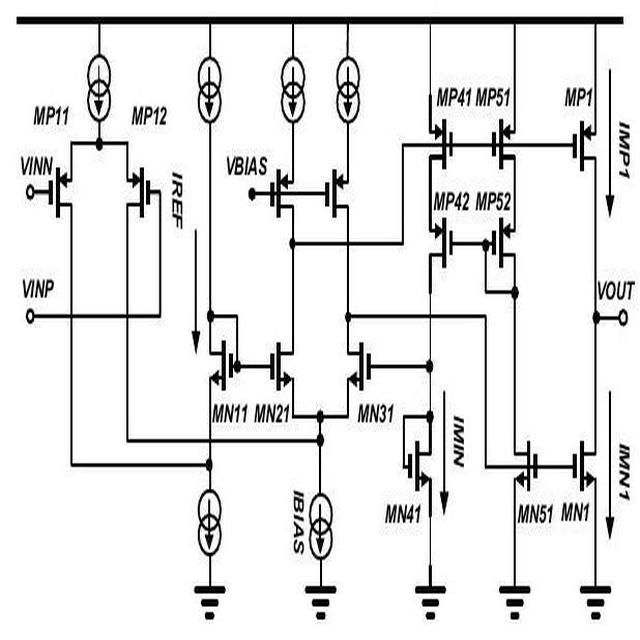 MP11
MP12
MP41 MP51
MP1
IMP1
VINN
VBIAS
IREF
MP42 MP52
VINP
VOUT
MN11 MN21
MN31
IMIN
IMN1
IBIAS
MN41
MN51 MN1